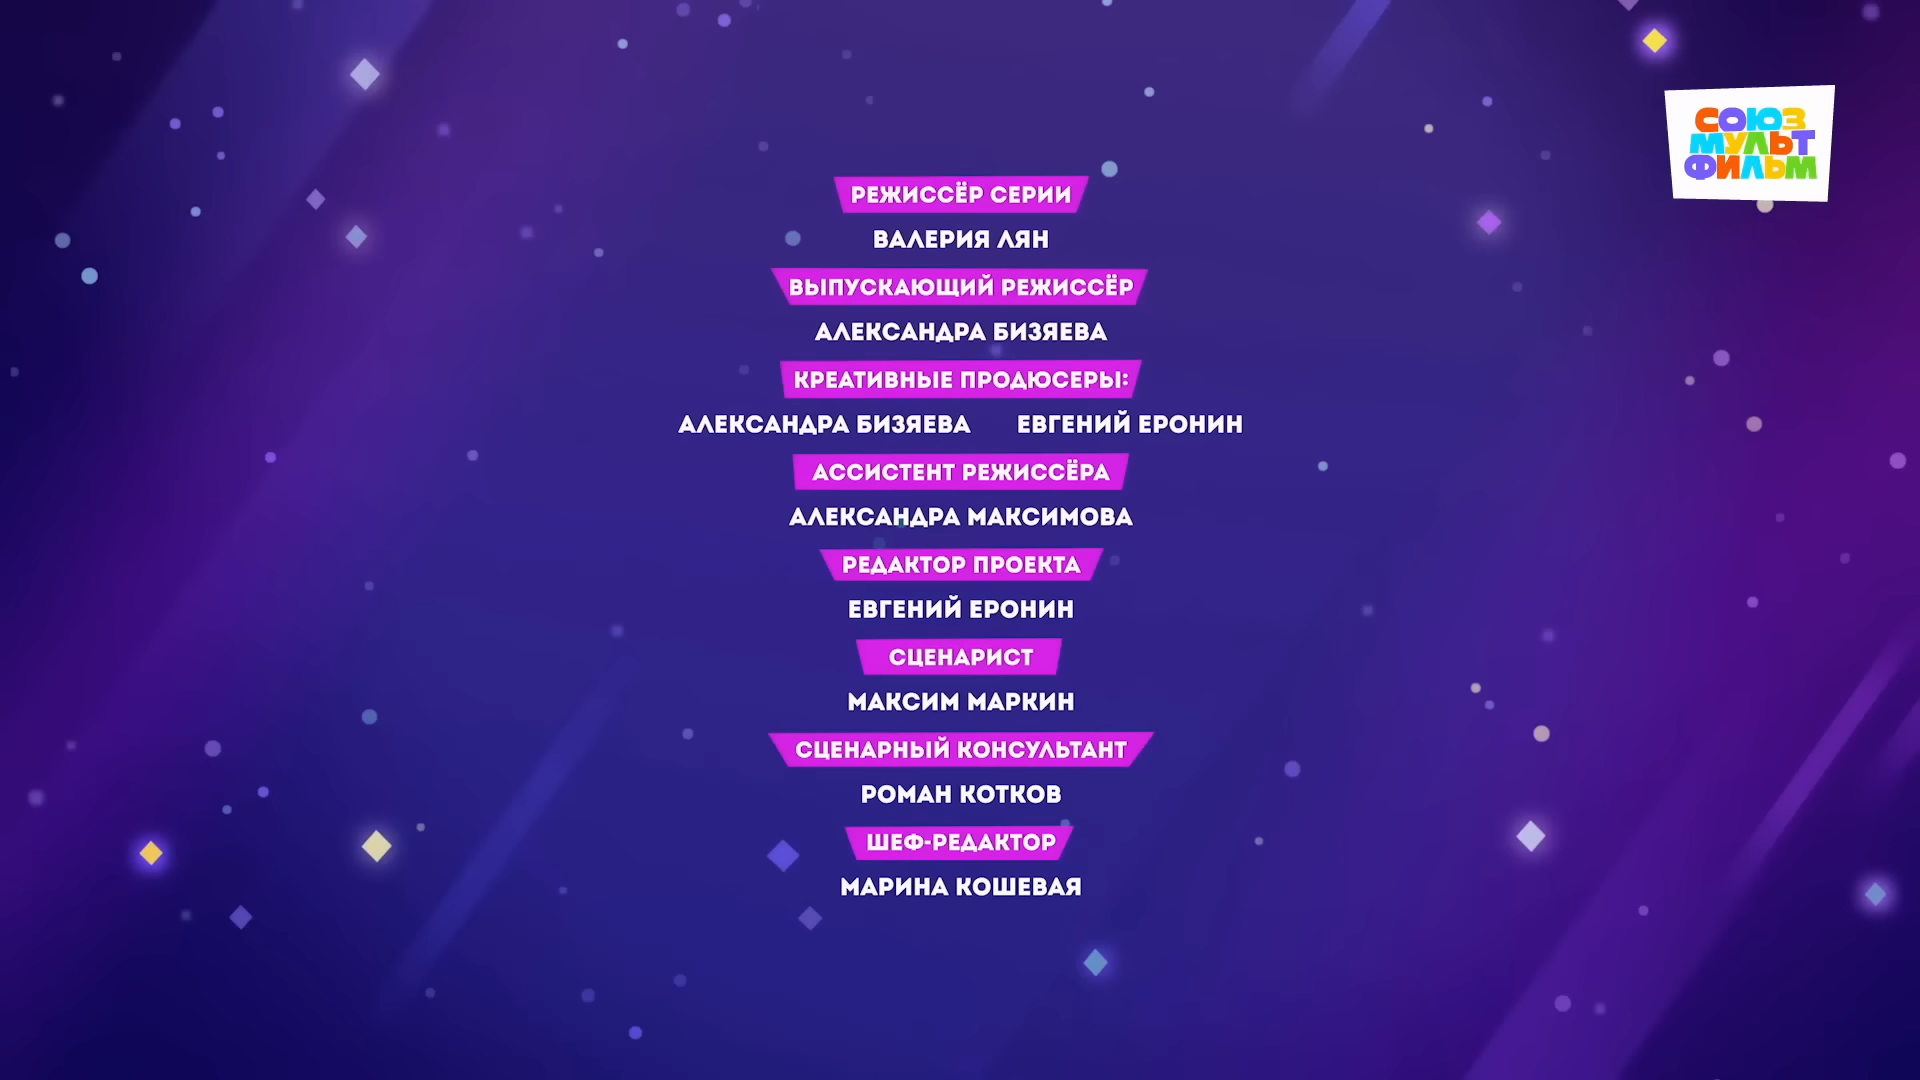 СОЮЗ
МУЛЬТ
ФИЛЬМ
РЕЖИССЁР СЕРИИ
ВАЛЕРИЯ ЛЯН
ВЫПУСКАЮЩИЙ РЕЖИССЁР
АЛЕКСАНДРА БИЗЯЕВА
КРЕАТИВНЫЕ ПРОДЮСЕРЫ:
АЛЕКСАНДРА БИЗЯЕВА ЕВГЕНИЙ ЕРОНИН
АССИСТЕНТ РЕЖИССЁРА
АЛЕКСАНДРА МАКСИМОВА
РЕДАКТОР ПРОЕКТА
ЕВГЕНИЙ ЕРОНИН
СЦЕНАРИСТ
МАКСИМ МАРКИН
СЦЕНАРНЫЙ КОНСУЛЬТАНТ
РОМАН КОТКОВ
ШЕФ-РЕДАКТОР
МАРИНА КОШЕВАЯ